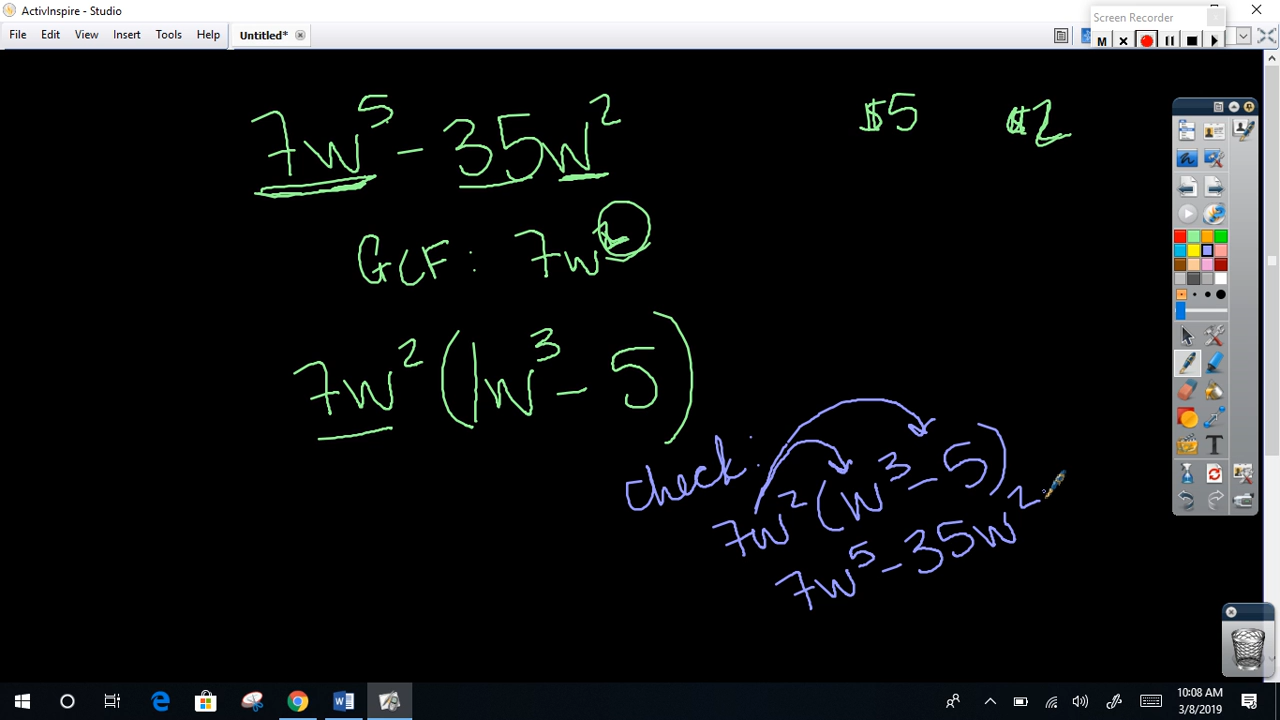 ActivInspire - Studio
Screen Recorder
File Edit View Insert Tools Help Untitled*
M
7w⁵ - 35w²
$5 $2
GCF: 7w²
7w²(1w³ - 5)
check:
7w²(w³ - 5)
7w⁵ - 35w²
10:08 AM
3/8/2019